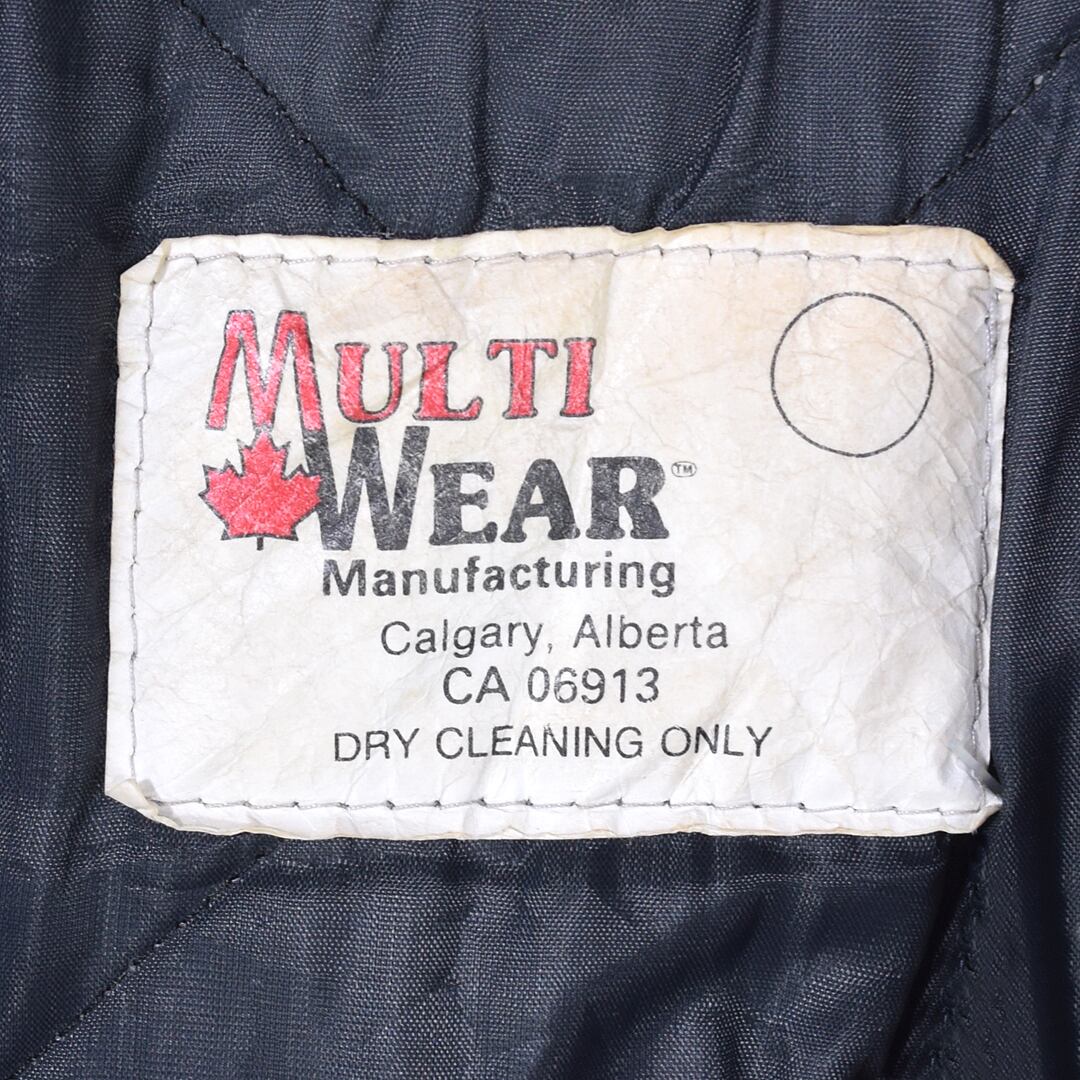 MULTI
WEAR™
Manufacturing
Calgary, Alberta
CA 06913
DRY CLEANING ONLY